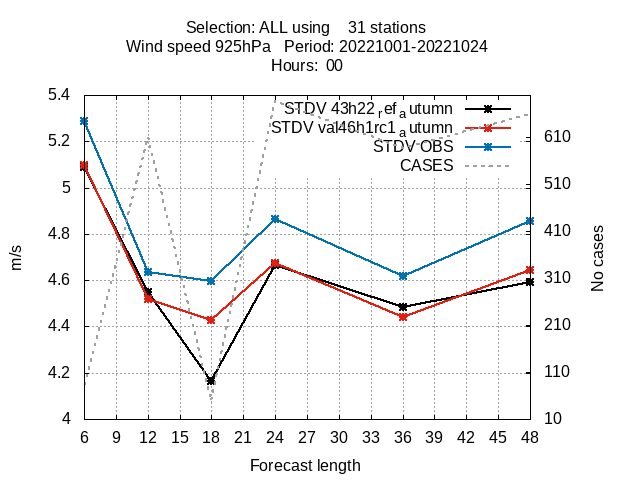 Selection: ALL using 31 stations
Wind speed 925hPa Period: 20221001-20221024
Hours: 00
STDV 43h22ref autumn
STDV val46h1rc1autumn
STDV OBS
CASES
5.4
5.2
5
4.8
4.6
4.4
4.2
4
610
510
410
310
210
110
10
m/s
No cases
6 9 12 15 18 21 24 27 30 33 36 39 42 45 48
Forecast length